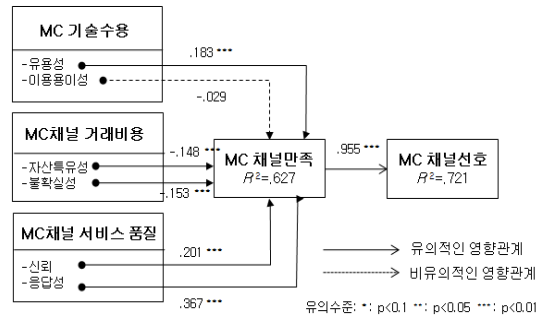 MC 기술수용
-유용성
-이용용이성
.183 ***
-.029
MC채널 거래비용
-자산특유성
-불확실성
-.148 ***
-.153 ***
MC 채널만족
R²=.627
.955 ***
MC 채널선호
R²=.721
MC채널 서비스 품질
-신뢰
-응답성
.201 ***
.367 ***
유의적인 영향관계
비유의적인 영향관계
유의수준: *: p<0.1 **: p<0.05 ***: p<0.01